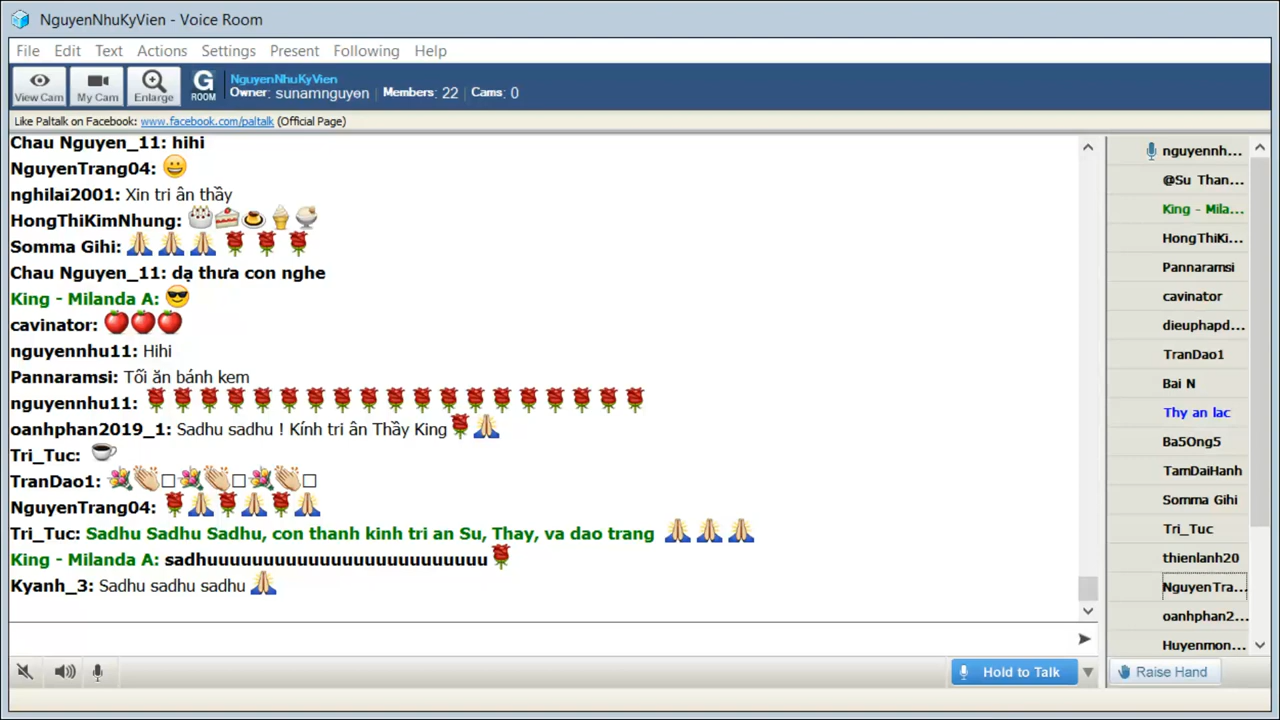 NguyenNhuKyVien - Voice Room
File Edit Text Actions Settings Present Following Help
View Cam My Cam Enlarge G ROOM
NguyenNhuKyVien
Owner: sunamnguyen | Members: 22 | Cams: 0
Like Paltalk on Facebook: www.facebook.com/paltalk (Official Page)
Chau Nguyen_11: hihi
NguyenTrang04: 😀
nghilai2001: Xin tri ân thầy
HongThiKimNhung: 🎂🍰🍮🍦🍨
Somma Gihi: 🙏🙏🙏🌹🌹🌹
Chau Nguyen_11: dạ thưa con nghe
King - Milanda A: 😎
cavinator: 🍎🍎🍎
nguyennhu11: Hihi
Pannaramsi: Tối ăn bánh kem
nguyennhu11: 🌹🌹🌹🌹🌹🌹🌹🌹🌹🌹🌹🌹🌹🌹🌹🌹🌹🌹🌹
oanhphan2019_1: Sadhu sadhu ! Kính tri ân Thầy King🌹🙏
Tri_Tuc: ☕
TranDao1: 💐👏□💐👏□💐👏□
NguyenTrang04: 🌹🙏🌹🙏🌹🙏
Tri_Tuc: Sadhu Sadhu Sadhu, con thanh kinh tri an Su, Thay, va dao trang 🙏🙏🙏
King - Milanda A: sadhuuuuuuuuuuuuuuuuuuuuuuuuu🌹
Kyanh_3: Sadhu sadhu sadhu 🙏
nguyennh...
@Su Than...
King - Mila...
HongThiKi...
Pannaramsi
cavinator
dieuphapd...
TranDao1
Bai N
Thy an lac
Ba5Ong5
TamDaiHanh
Somma Gihi
Tri_Tuc
thienlanh20
NguyenTra...
oanhphan2...
Huyenmon...
Hold to Talk
Raise Hand